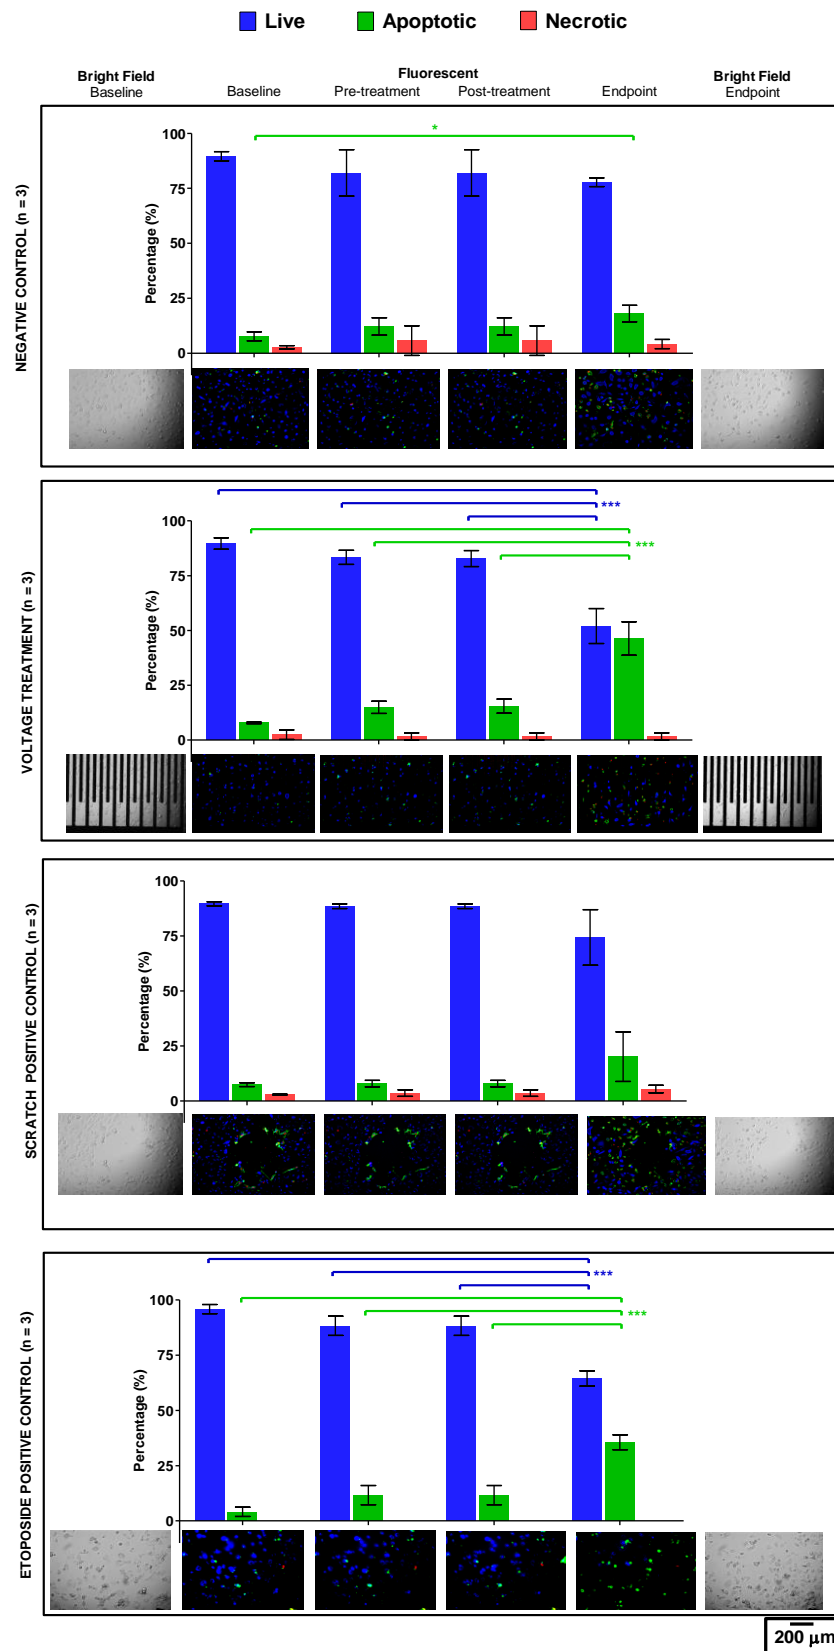 Live Apoptotic Necrotic
Bright Field Fluorescent Bright Field
Baseline Baseline Pre-treatment Post-treatment Endpoint Endpoint
NEGATIVE CONTROL (n = 3)
Percentage (%)
100
75
50
25
0
*
VOLTAGE TREATMENT (n = 3)
Percentage (%)
100
75
50
25
0
***
***
SCRATCH POSITIVE CONTROL (n = 3)
Percentage (%)
100
75
50
25
0
ETOPOSIDE POSITIVE CONTROL (n = 3)
Percentage (%)
100
75
50
25
0
***
***
200 μm